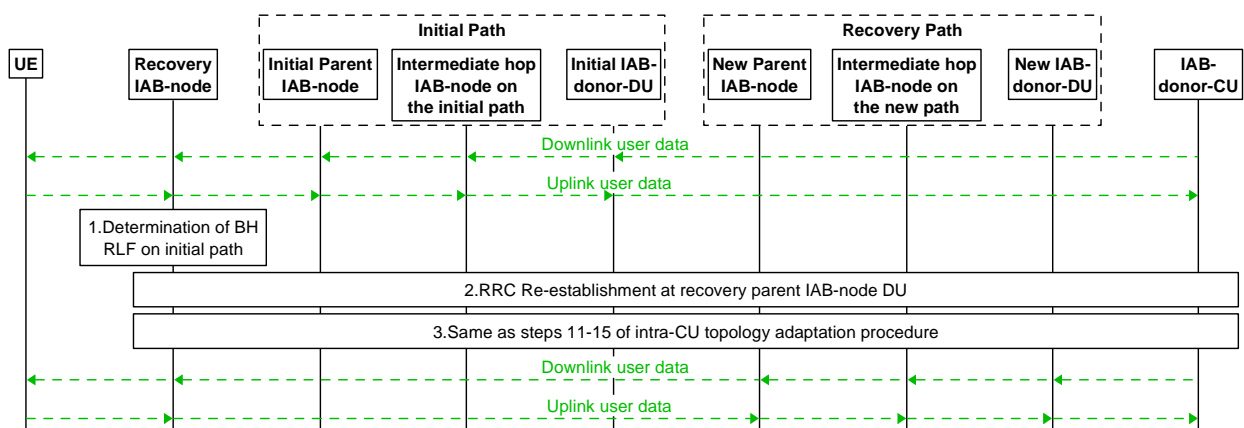 Initial Path
Recovery Path
UE
Recovery
IAB-node
Initial Parent
IAB-node
Intermediate hop
IAB-node on
the initial path
Initial IAB-
donor-DU
New Parent
IAB-node
Intermediate hop
IAB-node on
the new path
New IAB-
donor-DU
IAB-
donor-CU
Downlink user data
Uplink user data
1.Determination of BH
RLF on initial path
2.RRC Re-establishment at recovery parent IAB-node DU
3.Same as steps 11-15 of intra-CU topology adaptation procedure
Downlink user data
Uplink user data